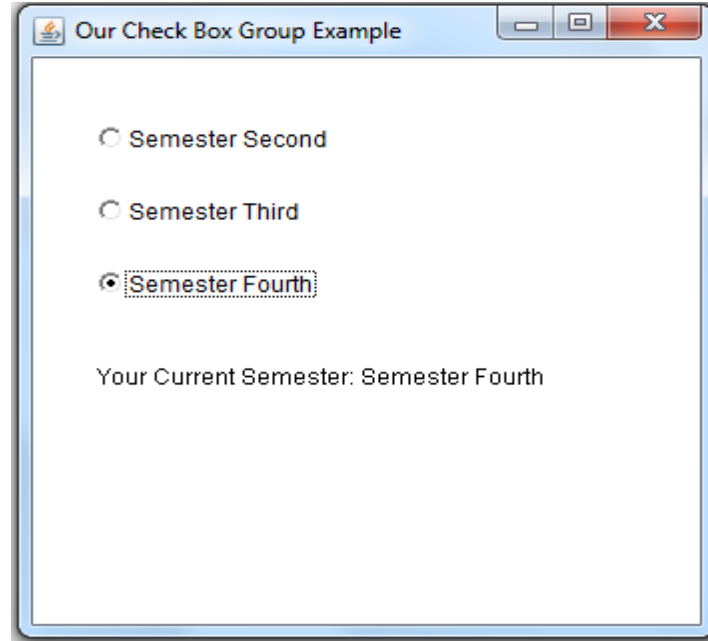 Our Check Box Group Example
Semester Second
Semester Third
Semester Fourth
Your Current Semester: Semester Fourth